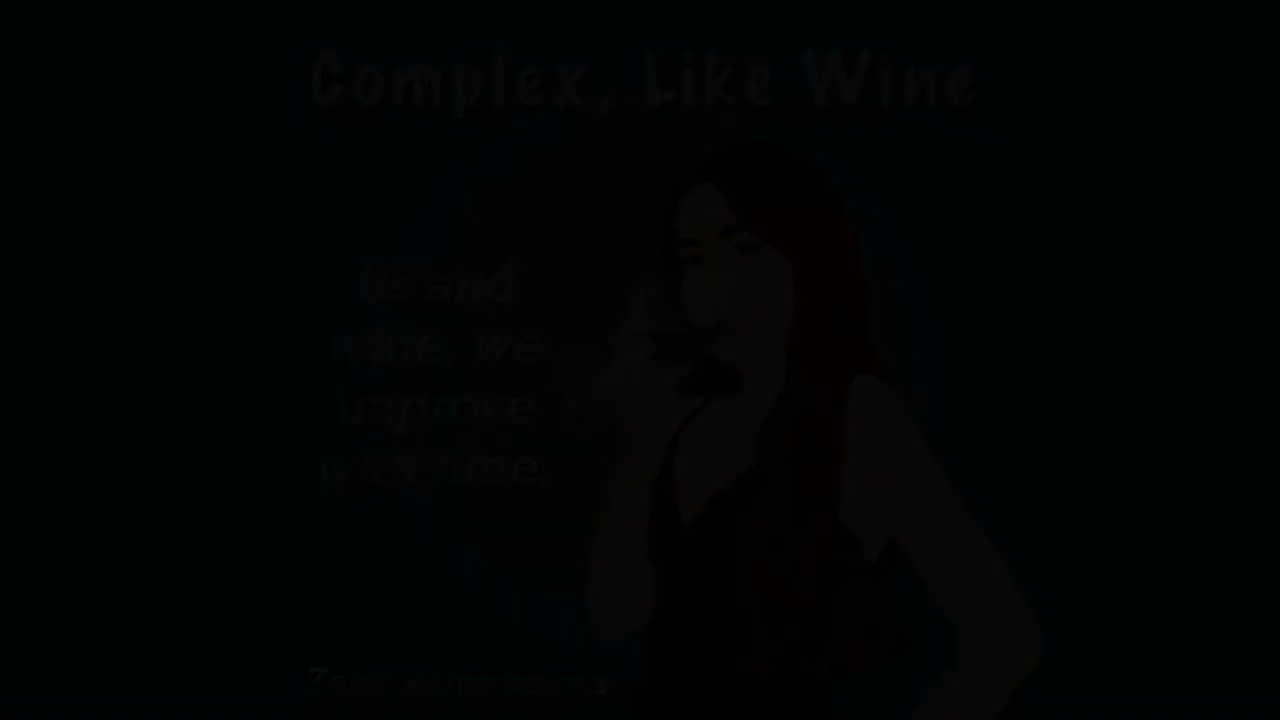 Complex, Like Wine
Us and
wine, we
improve
with time.